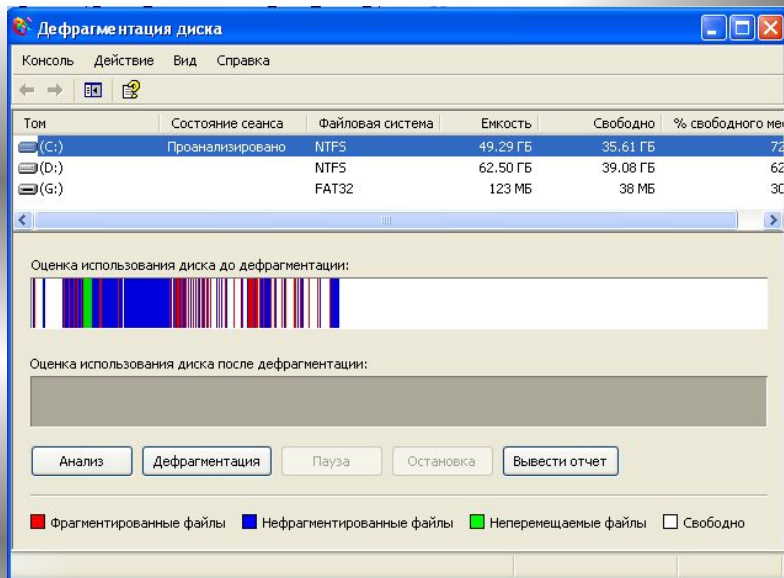 Дефрагментация диска
Консоль Действие Вид Справка
Том Состояние сеанса Файловая система Емкость Свободно % свободного
(C:) Проанализировано NTFS 49.29 ГБ 35.61 ГБ 72
(D:) NTFS 62.50 ГБ 39.08 ГБ 62
(G:) FAT32 123 МБ 38 МБ 30
Оценка использования диска до дефрагментации:
Оценка использования диска после дефрагментации:
Анализ Дефрагментация Пауза Остановка Вывести отчет
Фрагментированные файлы Нефрагментированные файлы Неперемещаемые файлы Свободно